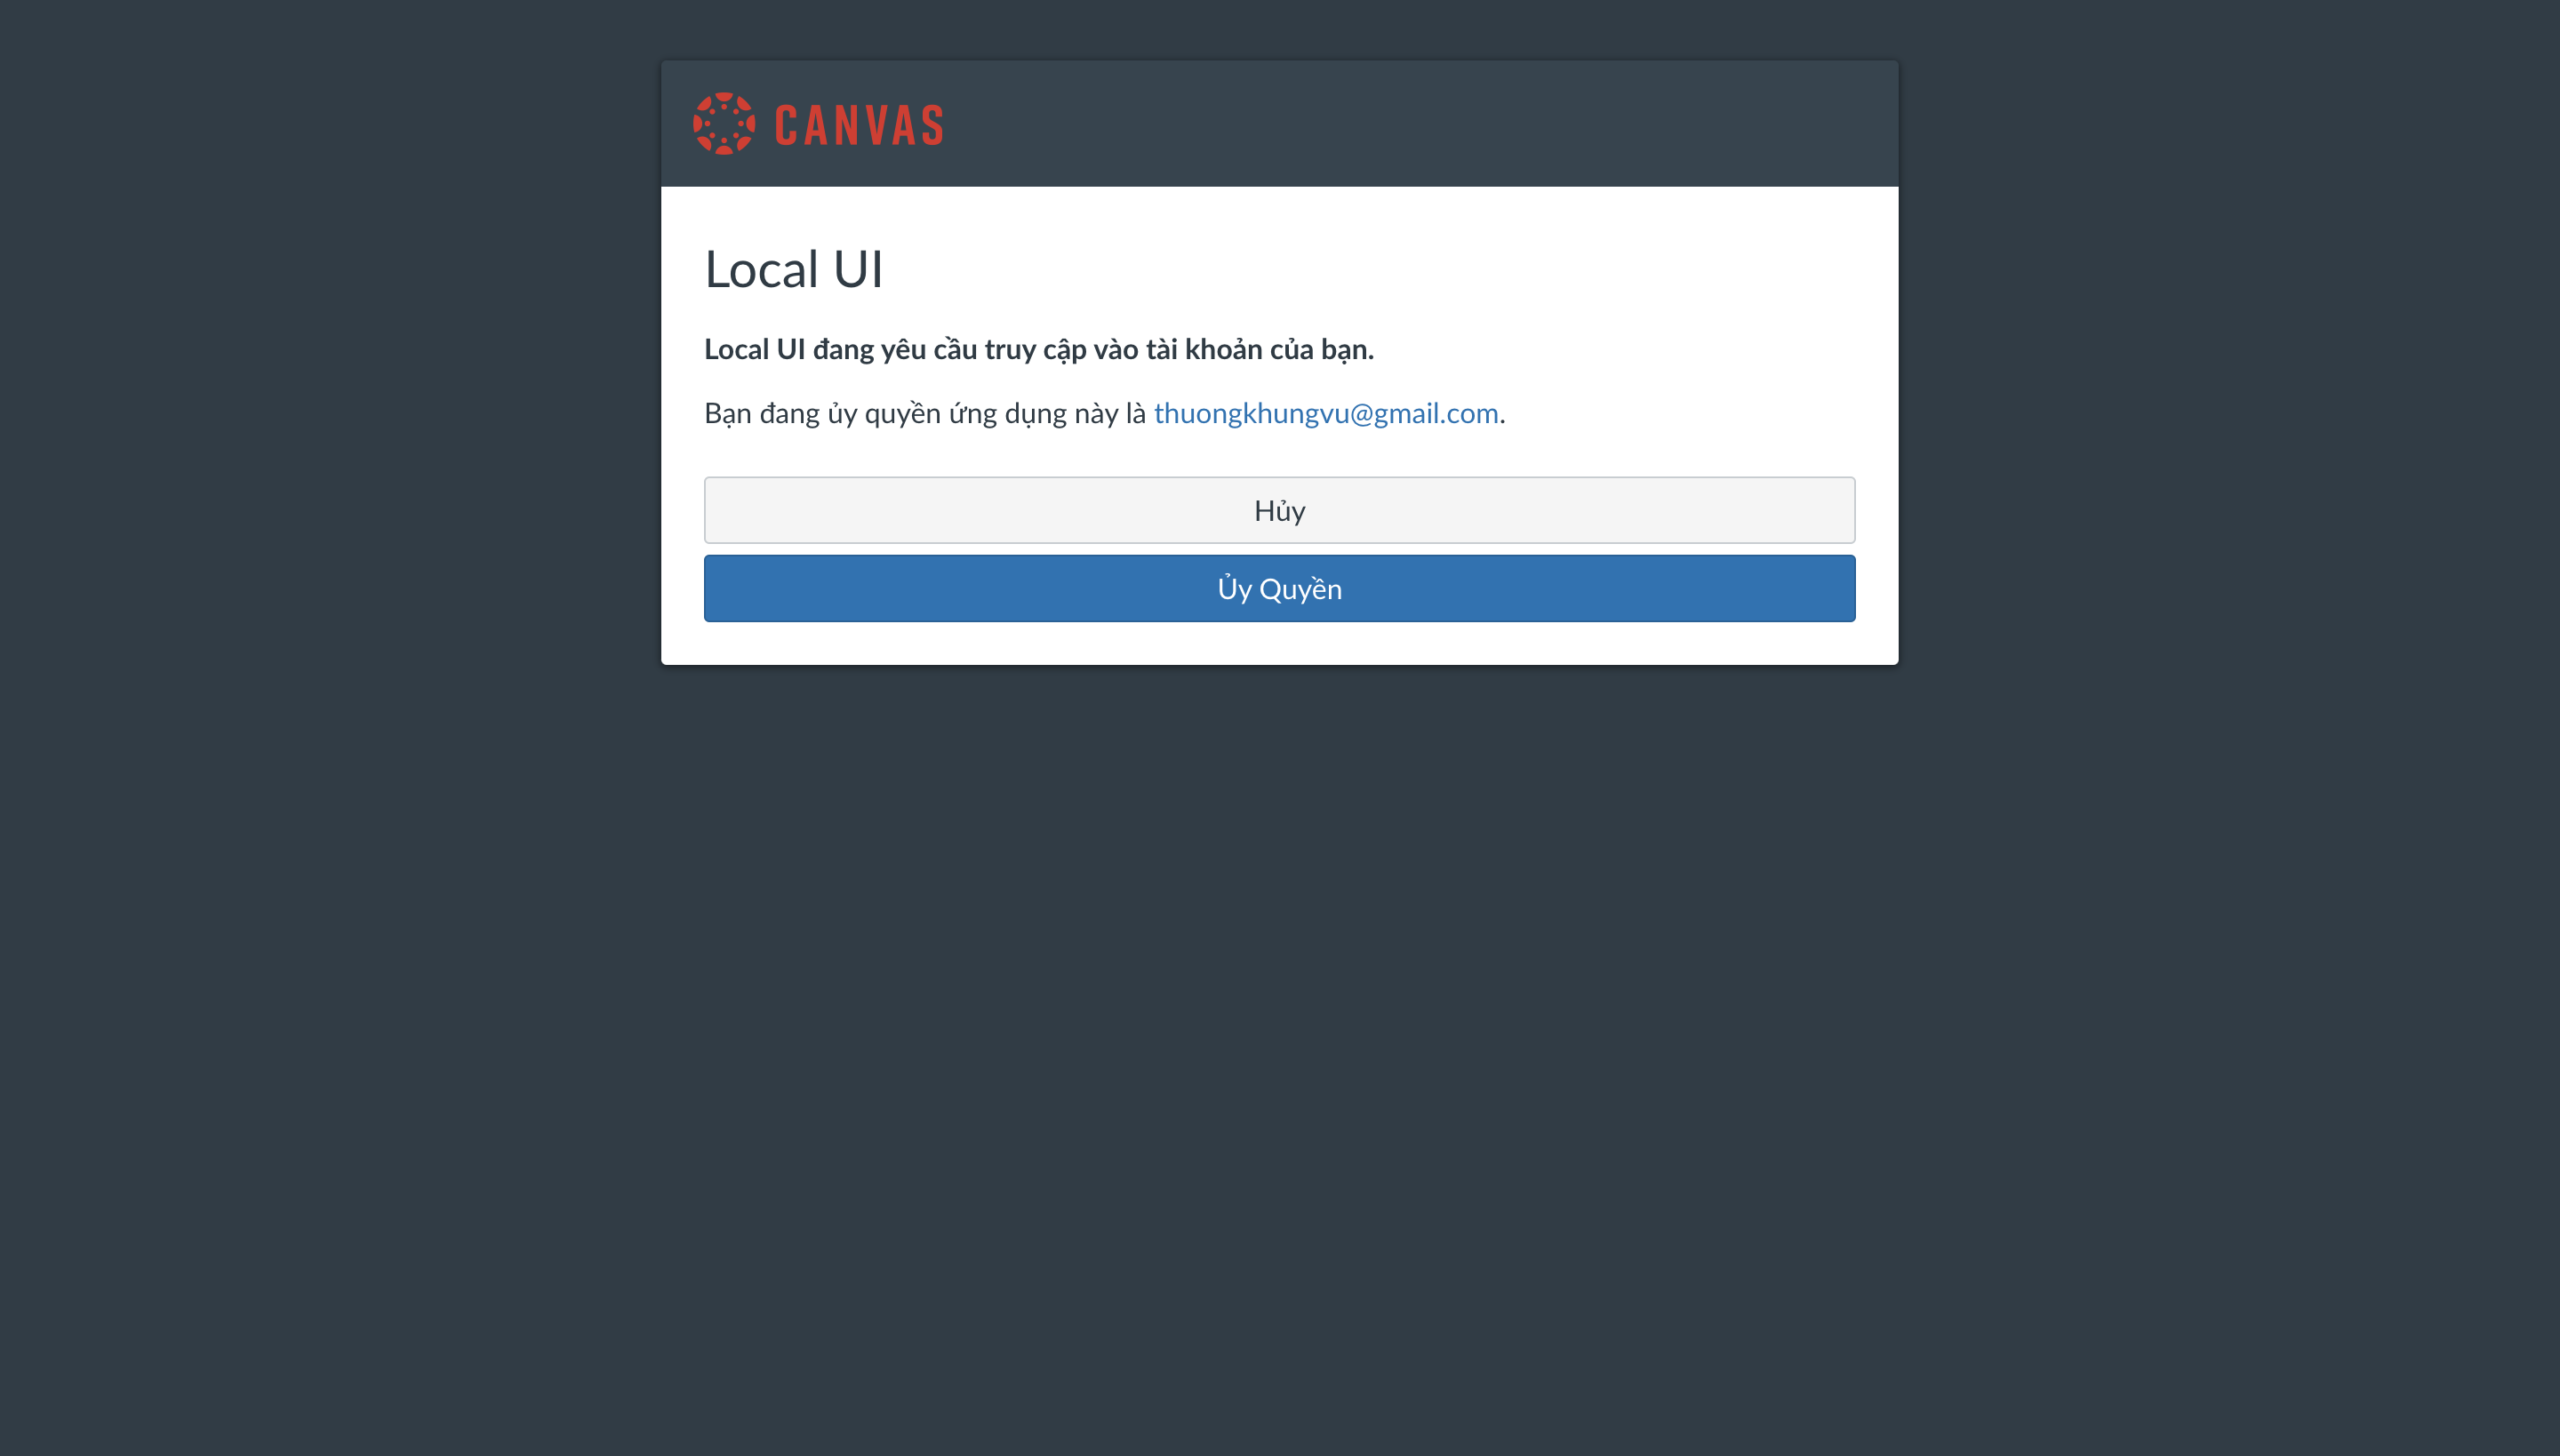 CANVAS
Local UI
Local UI đang yêu cầu truy cập vào tài khoản của bạn.
Bạn đang ủy quyền ứng dụng này là thuongkhungvu@gmail.com.
Hủy
Ủy Quyền